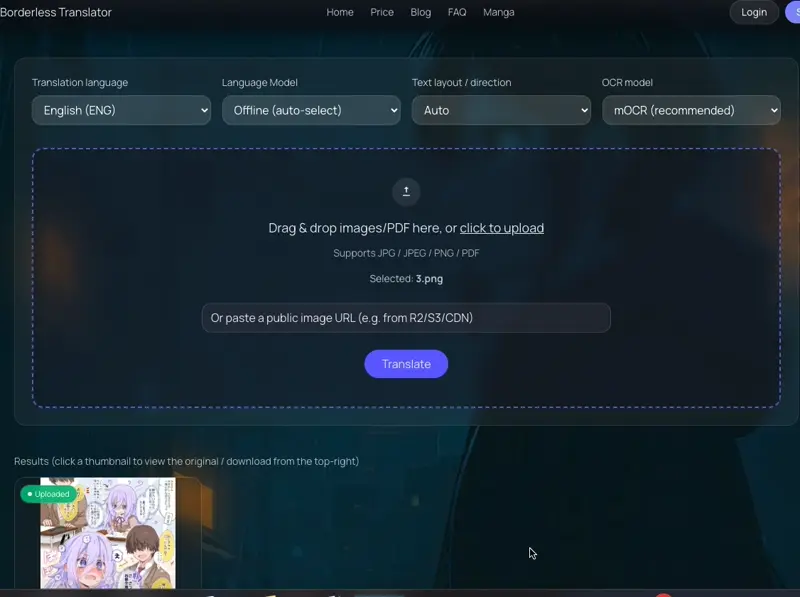 Borderless Translator
Home Price Blog FAQ Manga
Login
Translation language
English (ENG)
Language Model
Offline (auto-select)
Text layout / direction
Auto
OCR model
mOCR (recommended)
Drag & drop images/PDF here, or click to upload
Supports JPG / JPEG / PNG / PDF
Selected: 3.png
Or paste a public image URL (e.g. from R2/S3/CDN)
Translate
Results (click a thumbnail to view the original / download from the top-right)
Uploaded